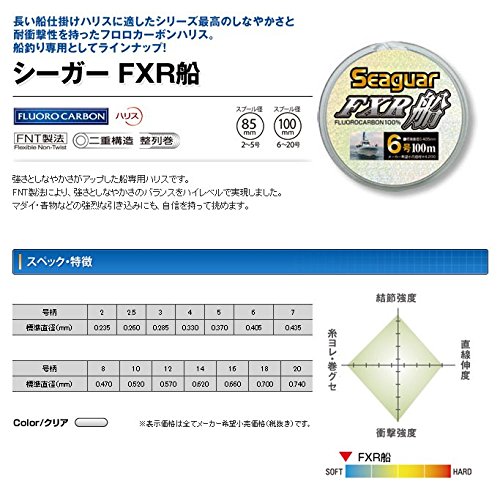 長い船仕掛けハリスに適したシリーズ最高のしなやかさと
耐衝撃性を持ったフロロカーボンハリス。
船釣り専用としてラインナップ!
シーガー FXR船
FLUORO CARBON ハリス
FNT製法 二重構造 整列巻
Flexible Non-Twist
スプール径
85
mm
2~5号
スプール径
100
mm
6~20号
Seaguar
FXR船
FLUOROCARBON100%
6号 100m
強さとしなやかさがアップした船専用ハリスです。
FNT製法により、強さとしなやかさのバランスをハイレベルで実現しました。
マダイ・青物などの強烈な引き込みにも、自信を持って挑めます。
スペック・特徴
号柄 2 2.5 3 4 5 6 7
標準直径(mm) 0.235 0.260 0.285 0.330 0.370 0.405 0.435
号柄 8 10 12 14 16 18 20
標準直径(mm) 0.470 0.520 0.570 0.620 0.660 0.700 0.740
Color/クリア
※表示価格は全てメーカー希望小売価格(税抜き)です。
結節強度
直線伸度
衝撃強度
糸ヨレ・巻グセ
FXR船
SOFT HARD